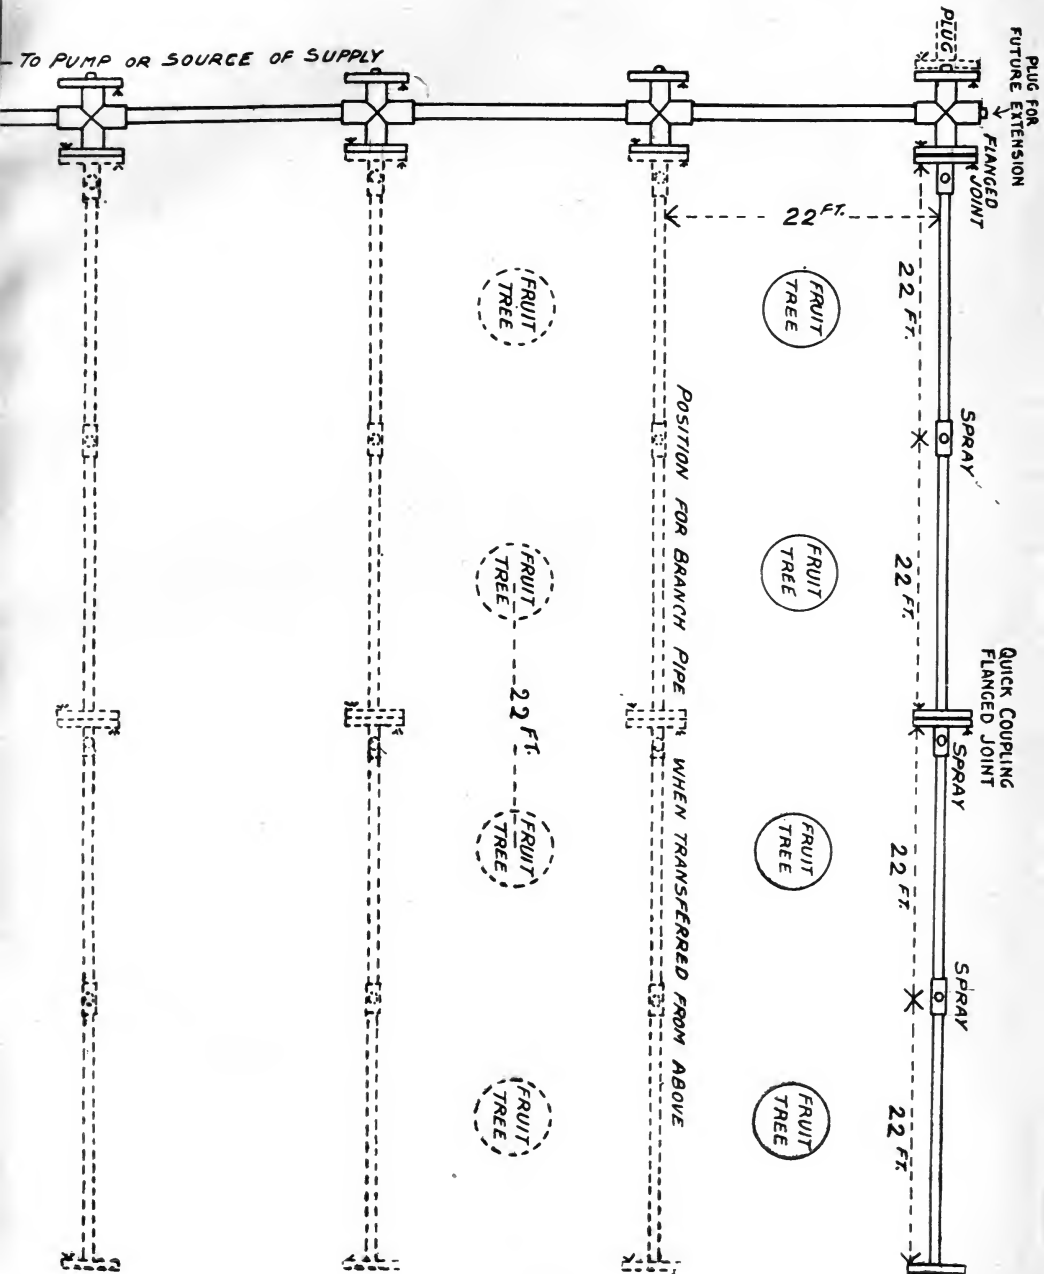 TO PUMP OR SOURCE OF SUPPLY
PLUG
PLUG FOR
FUTURE EXTENSION
FLANGED
JOINT
22 FT.
22 FT.
SPRAY
22 FT.
QUICK COUPLING
FLANGED JOINT
SPRAY
22 FT.
SPRAY
22 FT.
FRUIT
TREE
FRUIT
TREE
FRUIT
TREE
FRUIT
TREE
POSITION FOR BRANCH PIPE WHEN TRANSFERRED FROM ABOVE
FRUIT
TREE
FRUIT
TREE
22 FT.
FRUIT
TREE
FRUIT
TREE